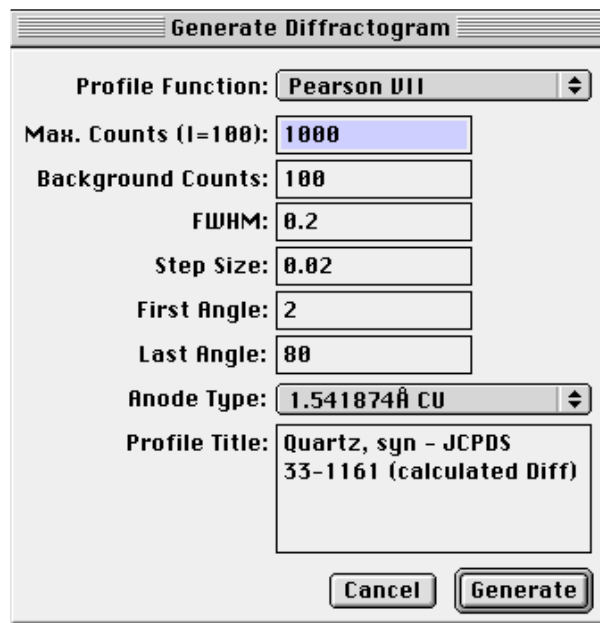 Generate Diffractogram
Profile Function: Pearson VII
Max. Counts (I=100): 1000
Background Counts: 100
FWHM: 0.2
Step Size: 0.02
First Angle: 2
Last Angle: 80
Anode Type: 1.541874Å CU
Profile Title: Quartz, syn - JCPDS
33-1161 (calculated Diff)
Cancel Generate